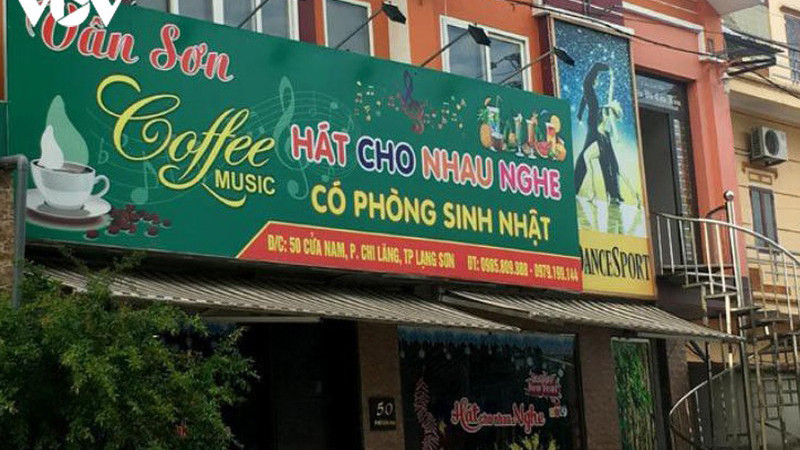 VOV
Vân Sơn
Coffee
MUSIC
HÁT CHO NHAU NGHE
CÓ PHÒNG SINH NHẬT
Đ/C: 50 CỬA NAM, P. CHI LĂNG, TP LẠNG SƠN ĐT: 0985.809.888 - 0979.199.144
DANCESPORT
50
Hát cho nhau Nghe